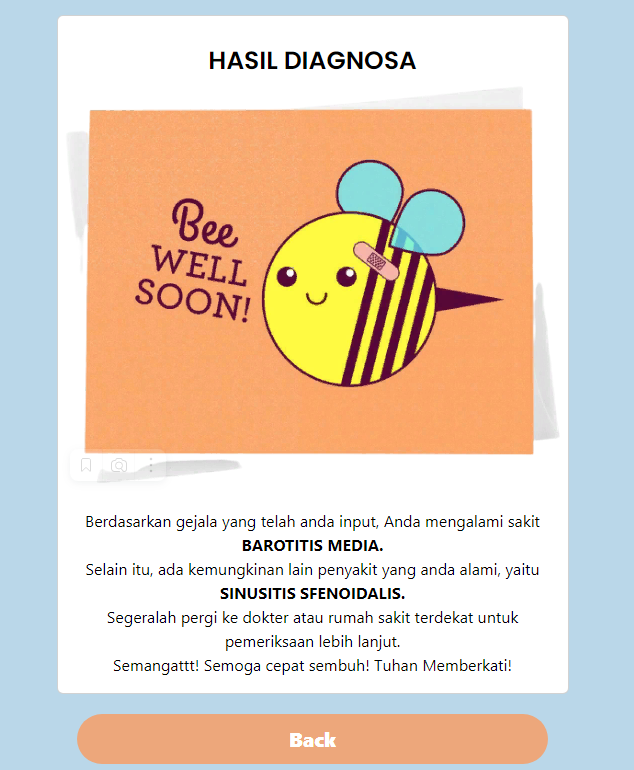 HASIL DIAGNOSA
Bee
WELL
SOON!
Berdasarkan gejala yang telah anda input, Anda mengalami sakit
BAROTITIS MEDIA.
Selain itu, ada kemungkinan lain penyakit yang anda alami, yaitu
SINUSITIS SFENOIDALIS.
Segeralah pergi ke dokter atau rumah sakit terdekat untuk
pemeriksaan lebih lanjut.
Semangattt! Semoga cepat sembuh! Tuhan Memberkati!
Back